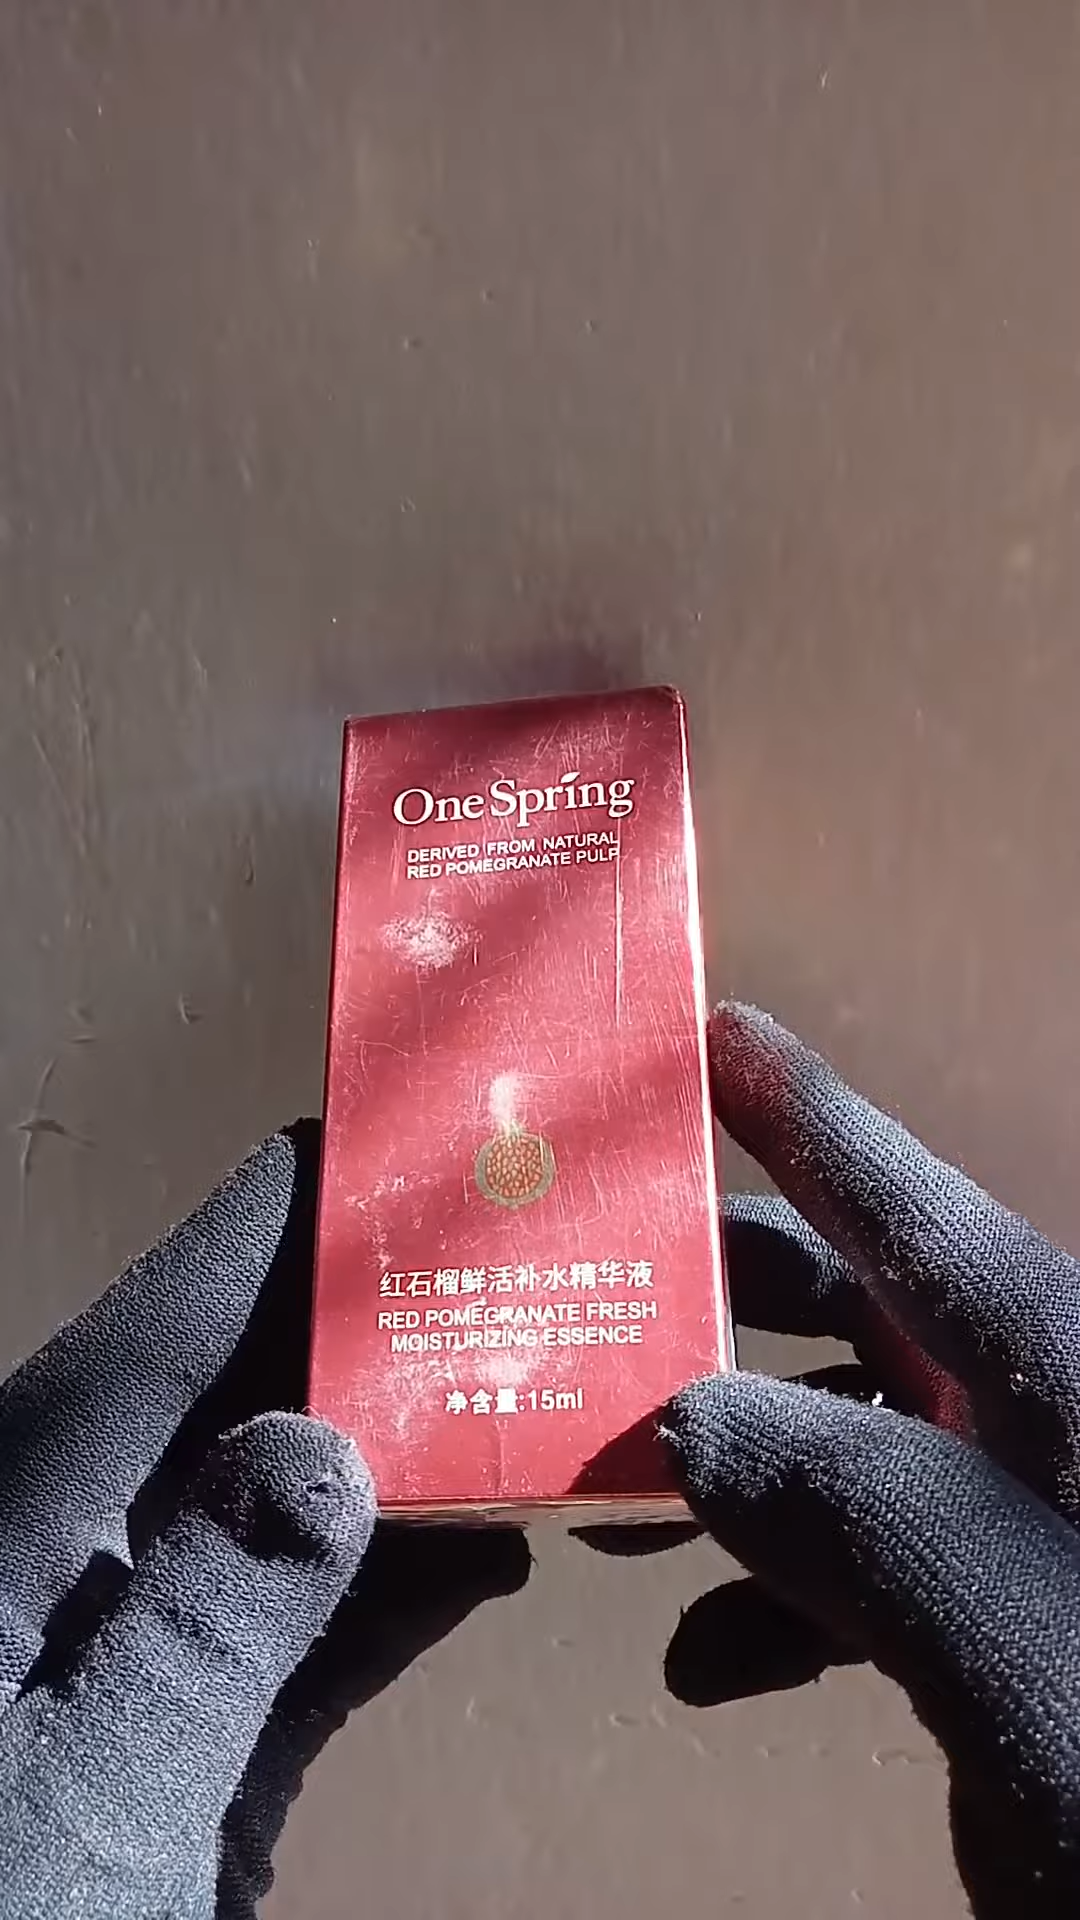 OneSpring
DERIVED FROM NATURAL
RED POMEGRANATE PULP
红石榴鲜活补水精华液
RED POMEGRANATE FRESH
MOISTURIZING ESSENCE
净含量:15ml